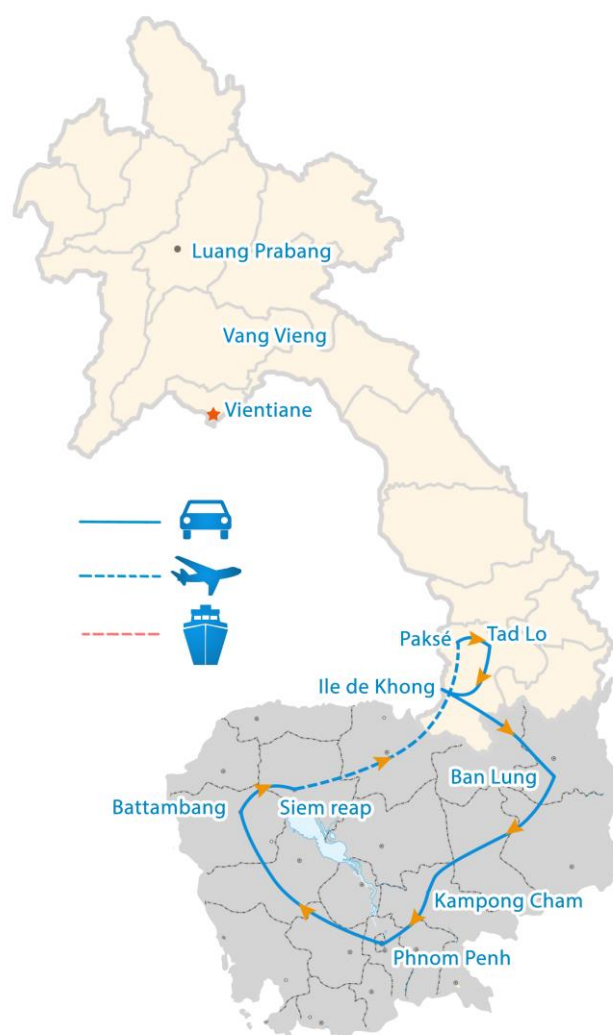 Luang Prabang
Vang Vieng
Vientiane
Paksé
Tad Lo
Ile de Khong
Ban Lung
Battambang
Siem reap
Kampong Cham
Phnom Penh